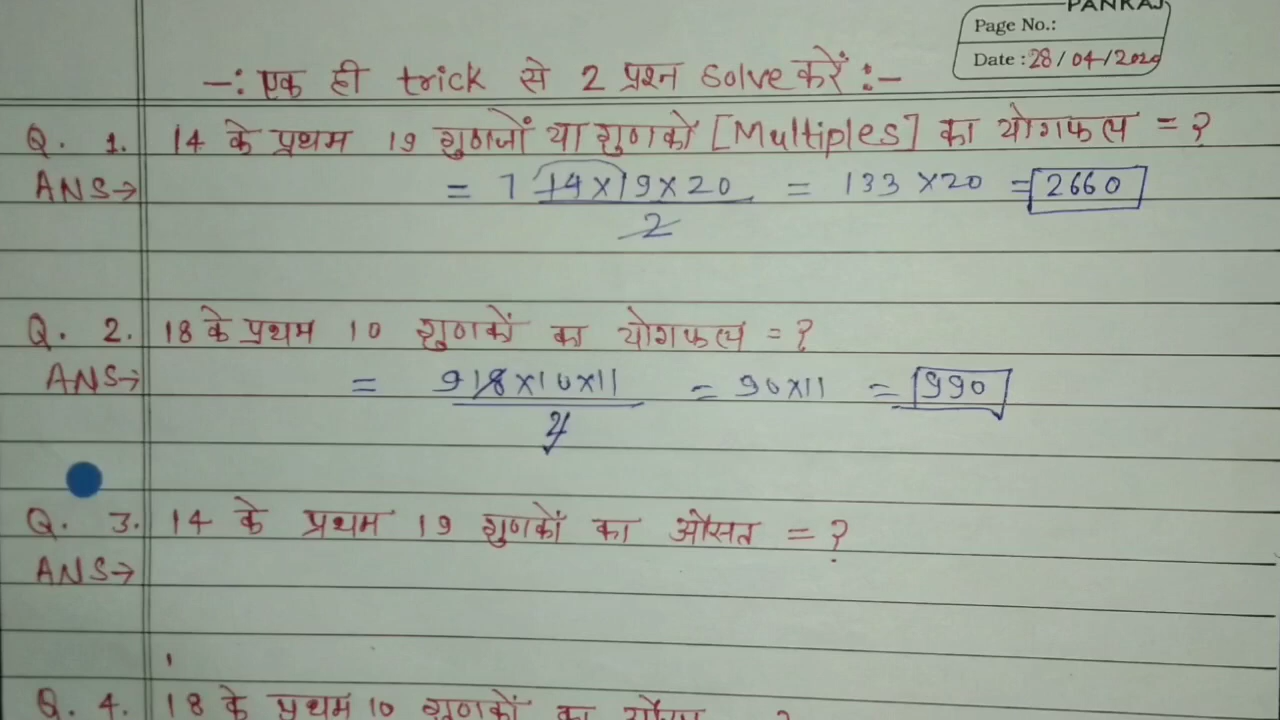 PANKAJ
Page No.:
Date : 28/04/2020
-: एक ही trick से 2 प्रश्न solve करें :-
Q. 1. 14 के प्रथम 19 गुणजों या गुणकों [Multiples] का योगफल = ?
ANS→ = 7 14×19×20 / 2 = 133 ×20 = 2660
Q. 2. 18 के प्रथम 10 गुणकों का योगफल = ?
ANS→ = 9 18×10×11 / 2 = 90×11 = 990
Q. 3. 14 के प्रथम 19 गुणकों का औसत = ?
ANS→
Q. 4. 18 के प्रथम 10 गुणकों का